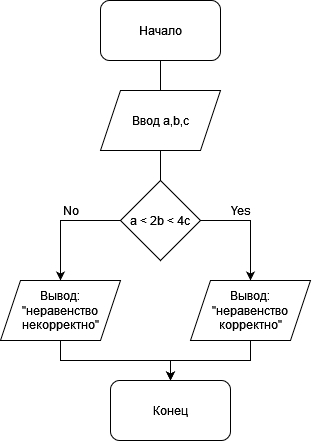 Начало
Ввод a,b,c
a < 2b < 4c
No
Yes
Вывод:
"неравенство
некорректно"
Вывод:
"неравенство
корректно"
Конец